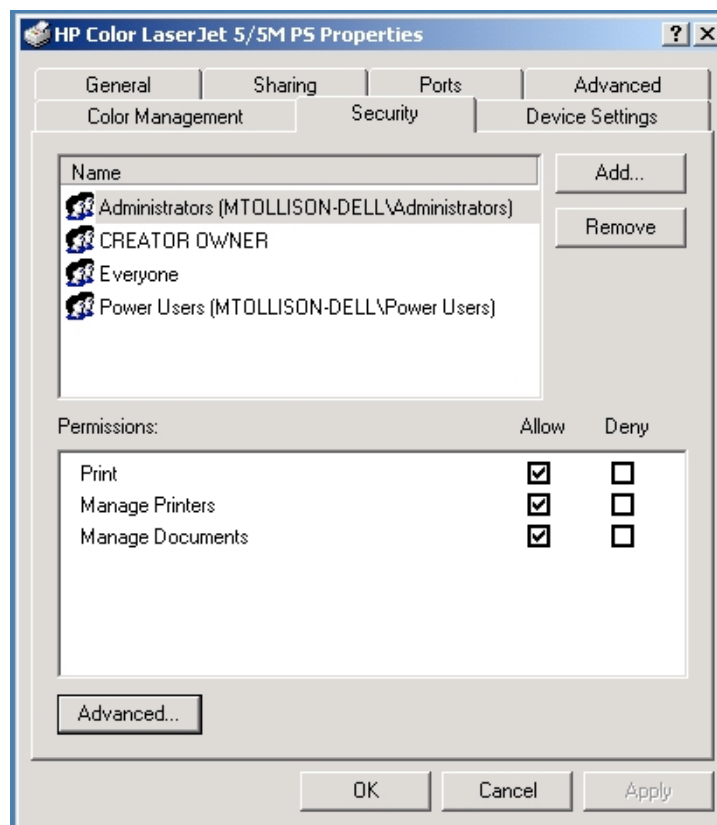 HP Color LaserJet 5/5M PS Properties
General Sharing Ports Advanced
Color Management Security Device Settings
Name
Add...
Administrators (MTOLLISON-DELL\Administrators)
Remove
CREATOR OWNER
Everyone
Power Users (MTOLLISON-DELL\Power Users)
Permissions: Allow Deny
Print
Manage Printers
Manage Documents
Advanced...
OK Cancel Apply